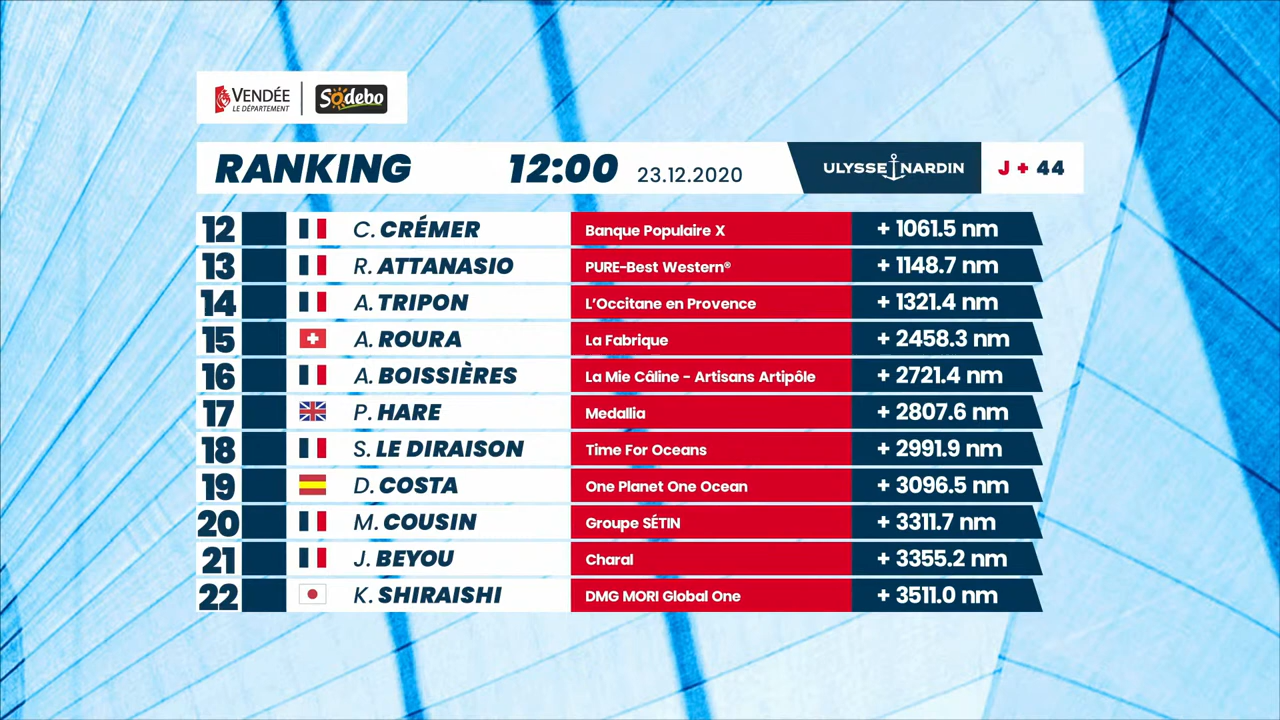 VENDÉE
LE DÉPARTEMENT
Sodebo
RANKING 12:00 23.12.2020 ULYSSE NARDIN J + 44
12 C. CRÉMER Banque Populaire X + 1061.5 nm
13 R. ATTANASIO PURE-Best Western® + 1148.7 nm
14 A. TRIPON L'Occitane en Provence + 1321.4 nm
15 A. ROURA La Fabrique + 2458.3 nm
16 A. BOISSIÈRES La Mie Câline - Artisans Artipôle + 2721.4 nm
17 P. HARE Medallia + 2807.6 nm
18 S. LE DIRAISON Time For Oceans + 2991.9 nm
19 D. COSTA One Planet One Ocean + 3096.5 nm
20 M. COUSIN Groupe SÉTIN + 3311.7 nm
21 J. BEYOU Charal + 3355.2 nm
22 K. SHIRAISHI DMG MORI Global One + 3511.0 nm